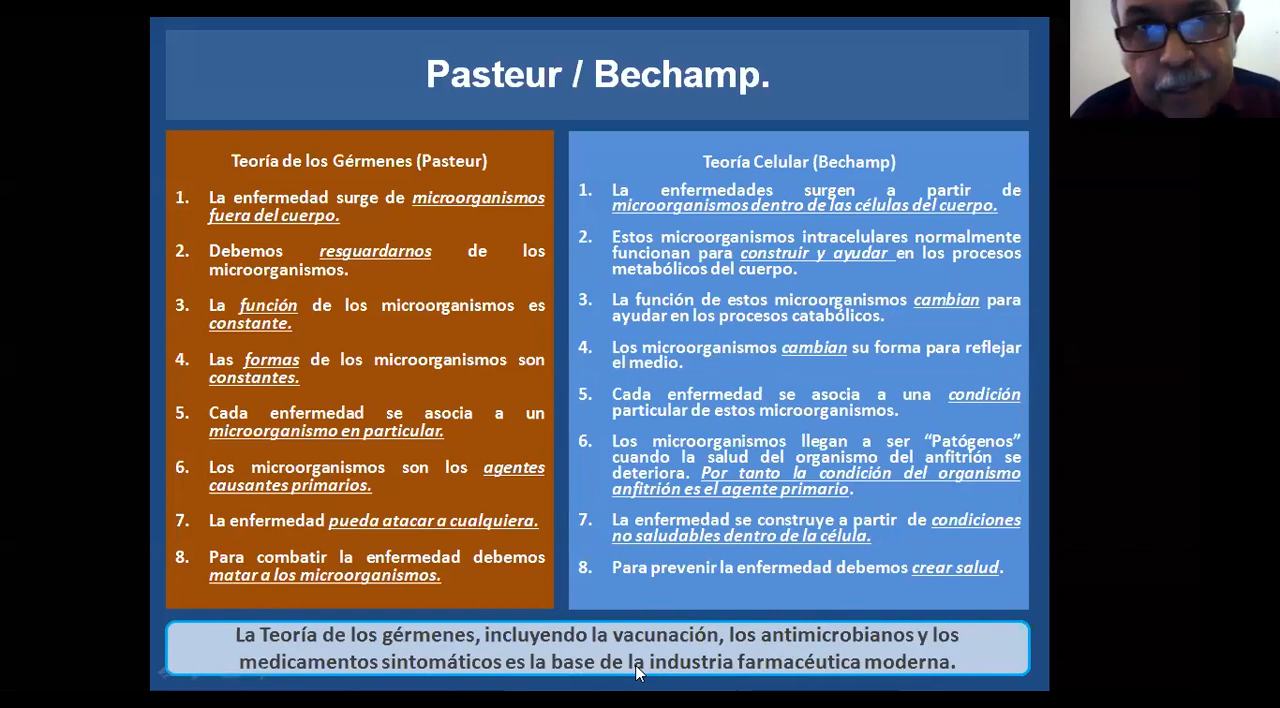 Pasteur / Bechamp.
Teoría de los Gérmenes (Pasteur)
1. La enfermedad surge de microorganismos
fuera del cuerpo.
2. Debemos resguardarnos de los
microorganismos.
3. La función de los microorganismos es
constante.
4. Las formas de los microorganismos son
constantes.
5. Cada enfermedad se asocia a un
microorganismo en particular.
6. Los microorganismos son los agentes
causantes primarios.
7. La enfermedad pueda atacar a cualquiera.
8. Para combatir la enfermedad debemos
matar a los microorganismos.
Teoría Celular (Bechamp)
1. La enfermedades surgen a partir de
microorganismos dentro de las células del cuerpo.
2. Estos microorganismos intracelulares normalmente
funcionan para construir y ayudar en los procesos
metabólicos del cuerpo.
3. La función de estos microorganismos cambian para
ayudar en los procesos catabólicos.
4. Los microorganismos cambian su forma para reflejar
el medio.
5. Cada enfermedad se asocia a una condición
particular de estos microorganismos.
6. Los microorganismos llegan a ser “Patógenos”
cuando la salud del organismo del anfitrión se
deteriora. Por tanto la condición del organismo
anfitrión es el agente primario.
7. La enfermedad se construye a partir de condiciones
no saludables dentro de la célula.
8. Para prevenir la enfermedad debemos crear salud.
La Teoría de los gérmenes, incluyendo la vacunación, los antimicrobianos y los
medicamentos sintomáticos es la base de la industria farmacéutica moderna.